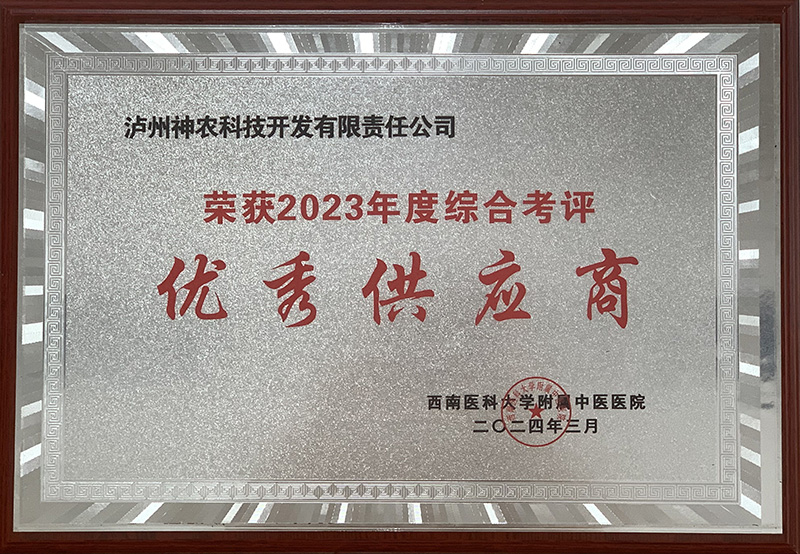 泸州神农科技开发有限责任公司
荣获2023年度综合考评
优秀供应商
西南医科大学附属中医医院
二〇二四年三月